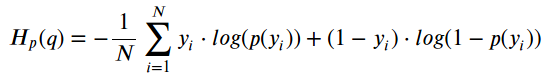 H_p(q) = -\frac{1}{N} \sum_{i=1}^{N} y_i \cdot log(p(y_i)) + (1 - y_i) \cdot log(1 - p(y_i))